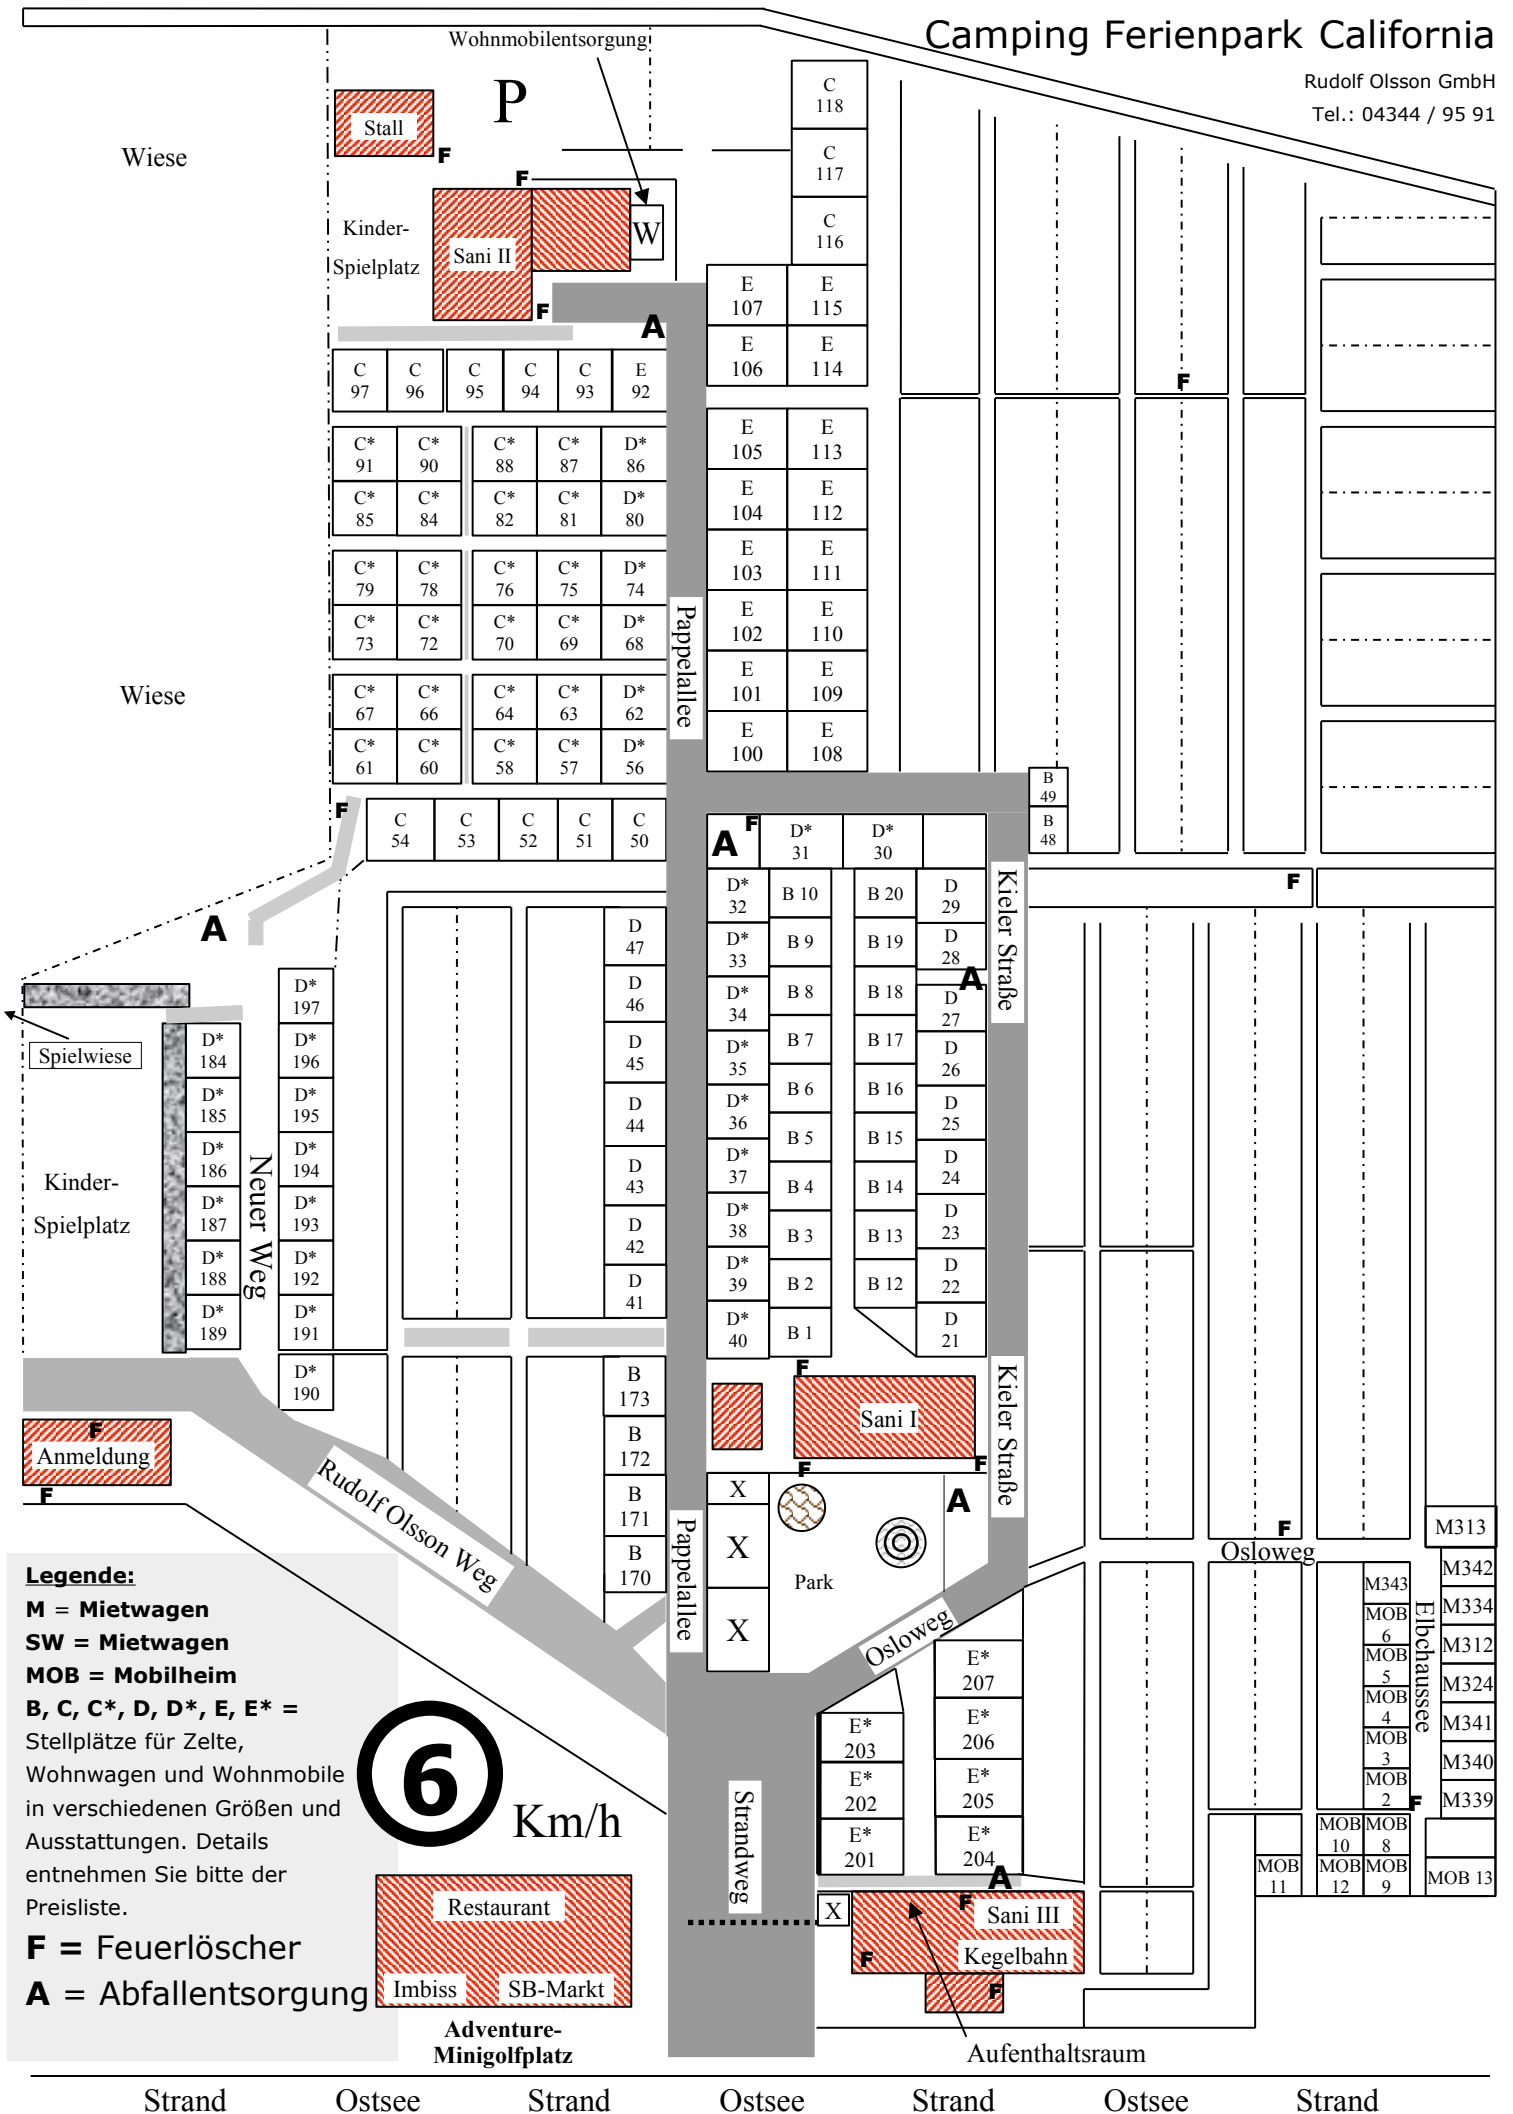 Camping Ferienpark California
Rudolf Olsson GmbH
Tel.: 04344 / 95 91
Wohnmobilentsorgung
P
Stall
F
Wiese
F
Kinder-
Spielplatz
Sani II
W
F
A
C
118
C
117
C
116
E
107
E
115
E
106
E
114
C
97
C
96
C
95
C
94
C
93
E
92
F
C*
91
C*
90
C*
88
C*
87
D*
86
E
105
E
113
C*
85
C*
84
C*
82
C*
81
D*
80
E
104
E
112
C*
79
C*
78
C*
76
C*
75
D*
74
E
103
E
111
C*
73
C*
72
C*
70
C*
69
D*
68
E
102
E
110
Pappelallee
Wiese
C*
67
C*
66
C*
64
C*
63
D*
62
E
101
E
109
C*
61
C*
60
C*
58
C*
57
D*
56
E
100
E
108
B
49
B
48
F
C
54
C
53
C
52
C
51
C
50
A
F
D*
31
D*
30
F
A
D*
32
D*
33
D*
34
D*
35
D*
36
D*
37
D*
38
D*
39
D*
40
B 10
B 9
B 8
B 7
B 6
B 5
B 4
B 3
B 2
B 1
B 20
B 19
B 18
B 17
B 16
B 15
B 14
B 13
B 12
D
29
D
28
A
D
27
D
26
D
25
D
24
D
23
D
22
D
21
Kieler Straße
D
47
D
46
D
45
D
44
D
43
D
42
D
41
Spielwiese
Kinder-
Spielplatz
D*
184
D*
185
D*
186
D*
187
D*
188
D*
189
Neuer Weg
D*
197
D*
196
D*
195
D*
194
D*
193
D*
192
D*
191
D*
190
B
173
B
172
B
171
B
170
F
Sani I
F
F
Kieler Straße
F
Anmeldung
F
Rudolf Olsson Weg
Pappelallee
X
X
X
Park
A
Osloweg
F
Osloweg
M313
M342
M334
M312
M324
M341
M340
M339
MOB 13
Elbchaussee
M343
MOB
6
MOB
5
MOB
4
MOB
3
MOB
2
F
MOB
10
MOB
8
MOB
11
MOB
12
MOB
9
E*
207
E*
206
E*
205
E*
204
E*
203
E*
202
E*
201
A
Strandweg
X
F
Sani III
F
Kegelbahn
F
Aufenthaltsraum
Legende:
M = Mietwagen
SW = Mietwagen
MOB = Mobilheim
B, C, C*, D, D*, E, E* =
Stellplätze für Zelte,
Wohnwagen und Wohnmobile
in verschiedenen Größen und
Ausstattungen. Details
entnehmen Sie bitte der
Preisliste.
F = Feuerlöscher
A = Abfallentsorgung
6
Km/h
Restaurant
Imbiss SB-Markt
Adventure-
Minigolfplatz
Strand Ostsee Strand Ostsee Strand Ostsee Strand